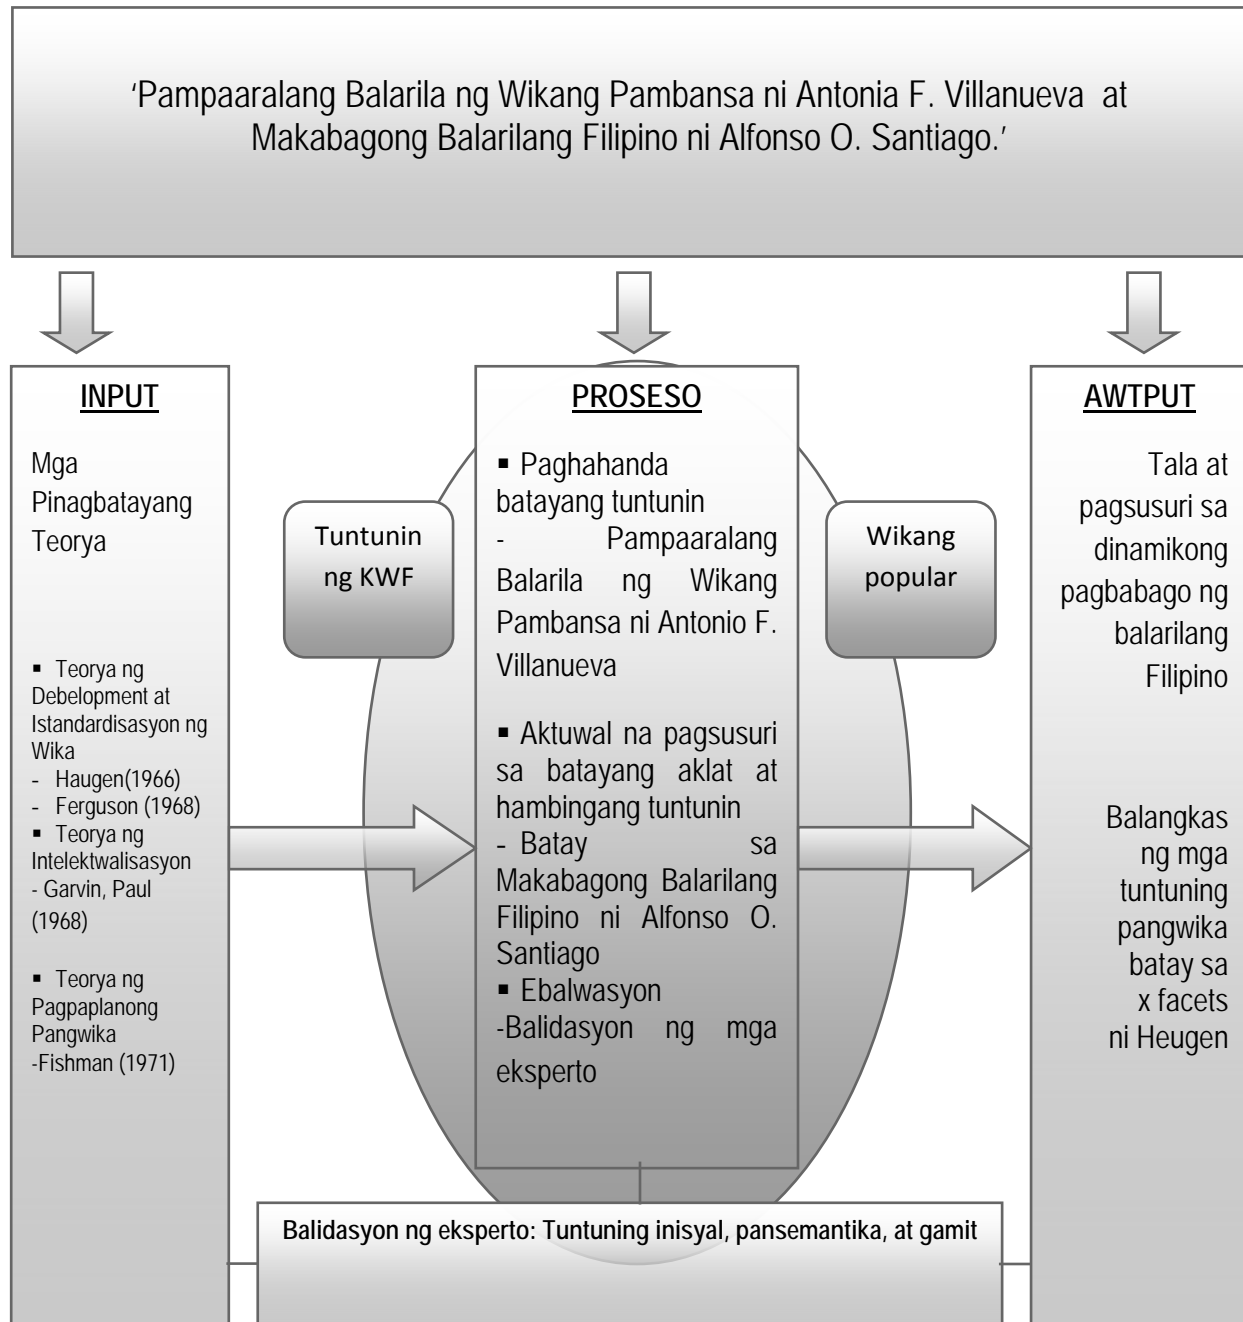 'Pampaaralang Balarila ng Wikang Pambansa ni Antonia F. Villanueva at
Makabagong Balarilang Filipino ni Alfonso O. Santiago.'
INPUT
Mga
Pinagbatayang
Teorya
▪ Teorya ng
Debelopment at
Istandardisasyon ng
Wika
- Haugen(1966)
- Ferguson (1968)
▪ Teorya ng
Intelektwalisasyon
- Garvin, Paul
(1968)
▪ Teorya ng
Pagpaplanong
Pangwika
-Fishman (1971)
Tuntunin
ng KWF
PROSESO
▪ Paghahanda
batayang tuntunin
- Pampaaralang
Balarila ng Wikang
Pambansa ni Antonio F.
Villanueva
▪ Aktuwal na pagsusuri
sa batayang aklat at
hambingang tuntunin
- Batay sa
Makabagong Balarilang
Filipino ni Alfonso O.
Santiago
▪ Ebalwasyon
-Balidasyon ng mga
eksperto
Wikang
popular
AWTPUT
Tala at
pagsusuri sa
dinamikong
pagbabago ng
balarilang
Filipino
Balangkas
ng mga
tuntuning
pangwika
batay sa
x facets
ni Heugen
Balidasyon ng eksperto: Tuntuning inisyal, pansemantika, at gamit